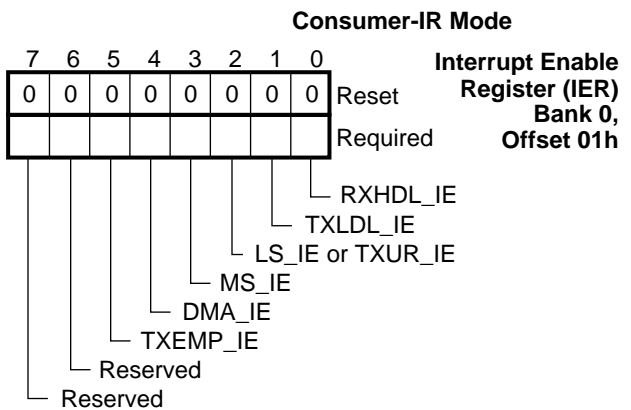 Consumer-IR Mode
7 6 5 4 3 2 1 0
Interrupt Enable
Register (IER)
Bank 0,
Offset 01h
0 0 0 0 0 0 0 0 Reset
Required
RXHDL_IE
TXLDL_IE
LS_IE or TXUR_IE
MS_IE
DMA_IE
TXEMP_IE
Reserved
Reserved